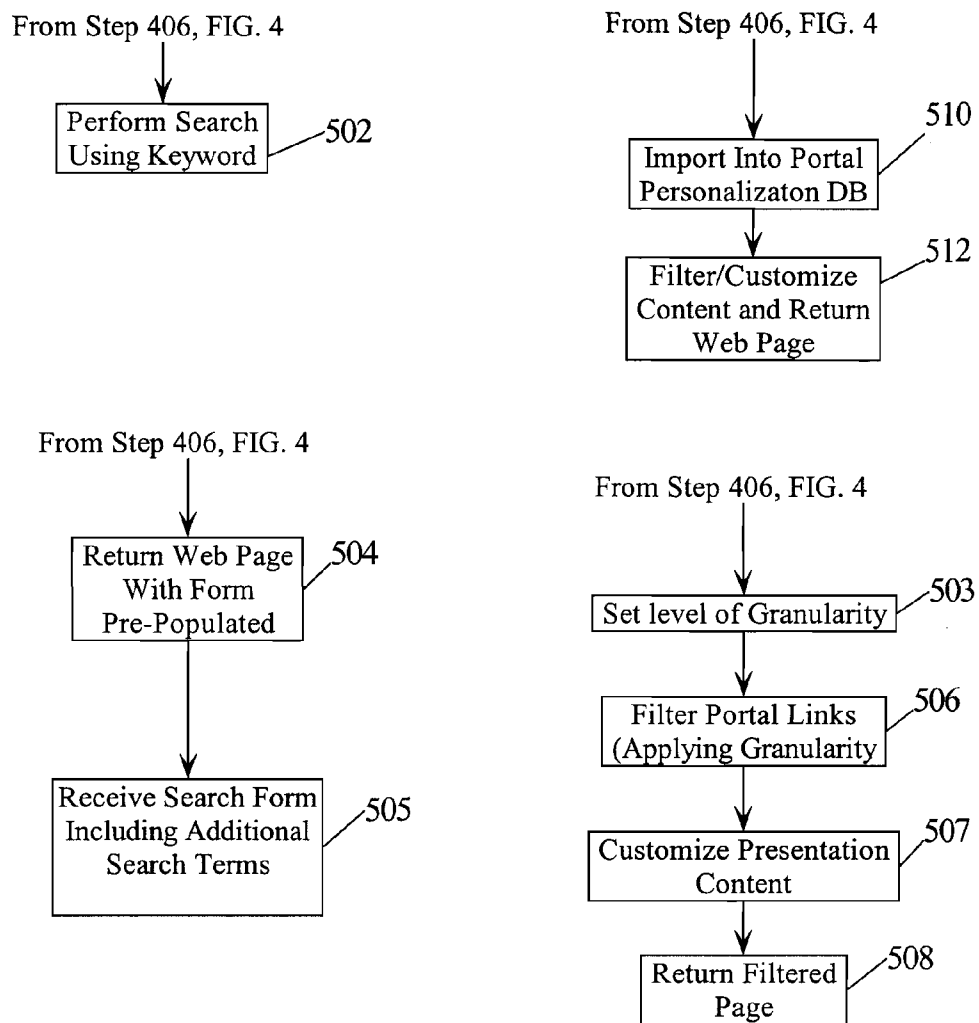 From Step 406, FIG. 4
Perform Search
Using Keyword
502
From Step 406, FIG. 4
510
Import Into Portal
Personalizaton DB
512
Filter/Customize
Content and Return
Web Page
From Step 406, FIG. 4
Return Web Page
With Form
Pre-Populated
504
Receive Search Form
Including Additional
Search Terms
505
From Step 406, FIG. 4
503
Set level of Granularity
506
Filter Portal Links
(Applying Granularity
507
Customize Presentation
Content
508
Return Filtered
Page